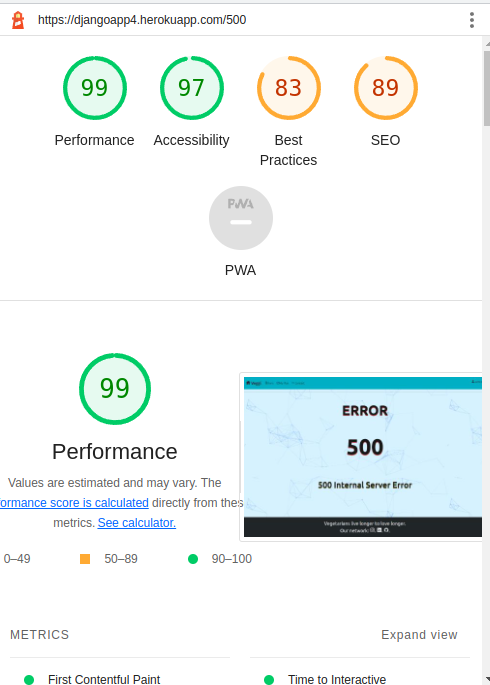 https://djangoapp4.herokuapp.com/500
99
97
83
89
Performance
Accessibility
Best
Practices
SEO
PWA
PWA
99
Performance
Values are estimated and may vary. The
ormance score is calculated directly from thes
metrics. See calculator.
0–49
50–89
90–100
ERROR
500
500 Internal Server Error
Vegetarians live longer to love longer.
Our network:
METRICS
Expand view
First Contentful Paint
Time to Interactive